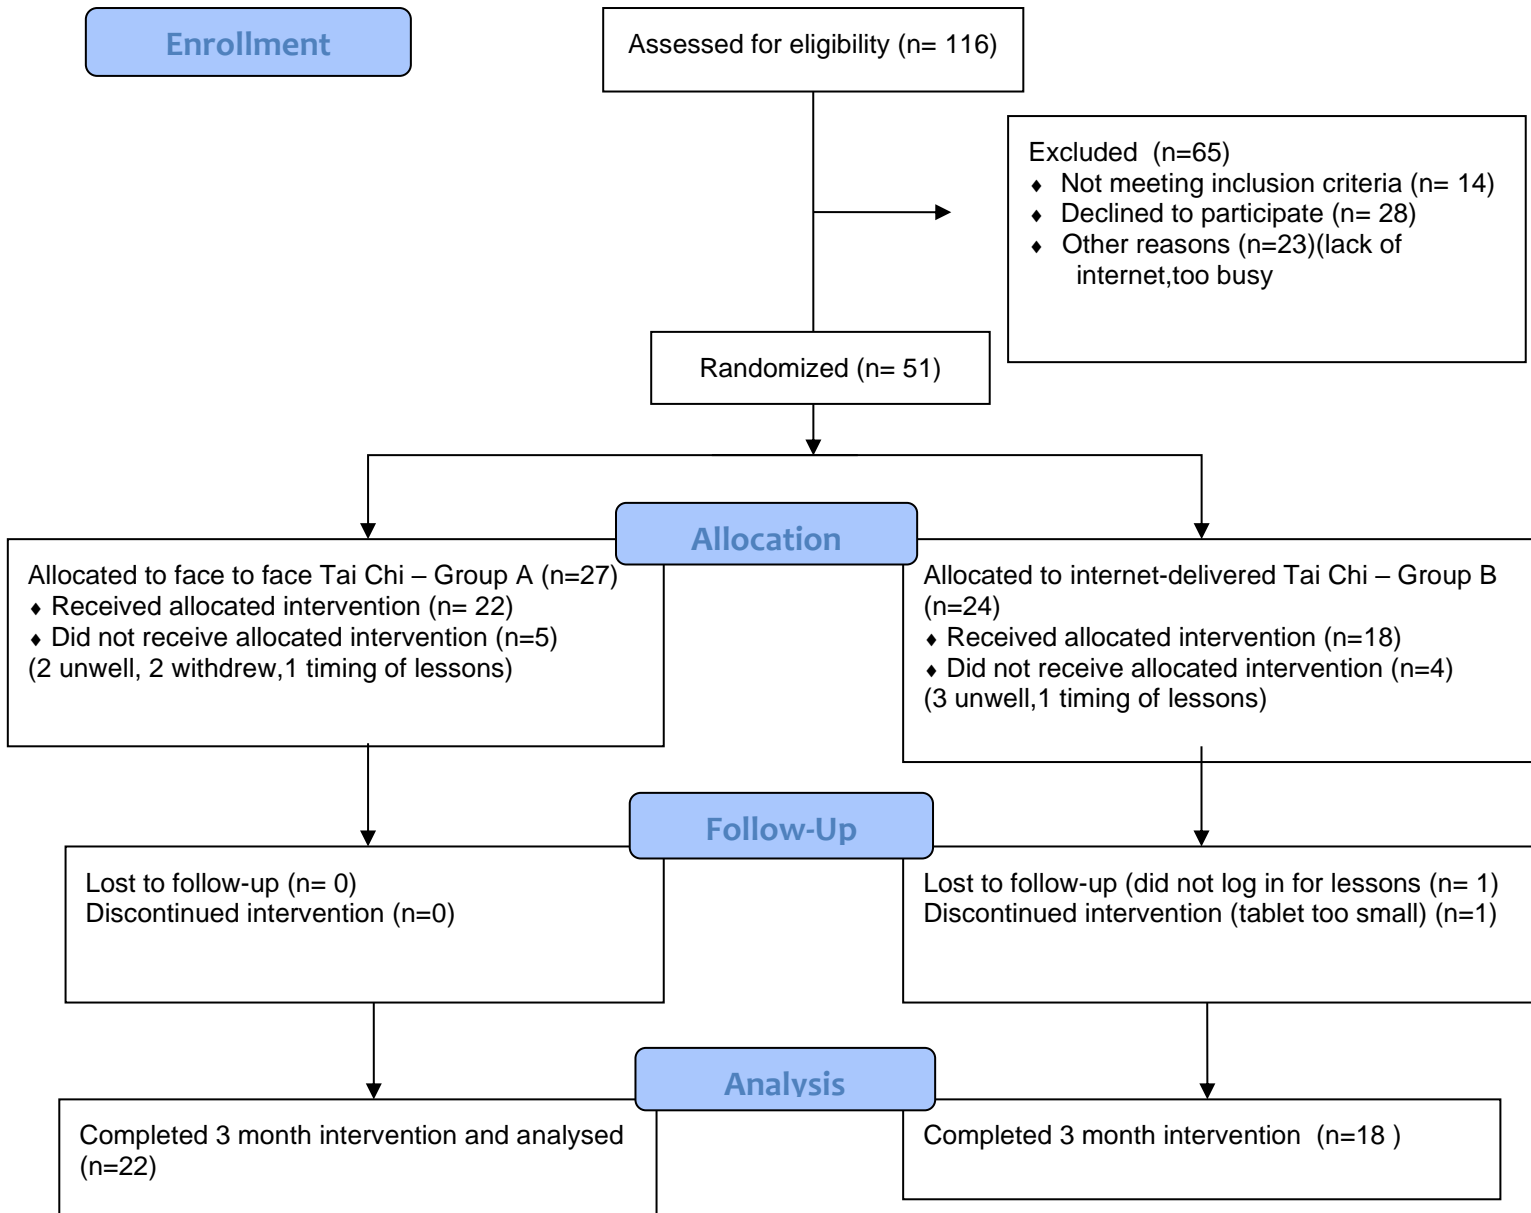 Enrollment
Assessed for eligibility (n= 116)
Excluded  (n=65)
♦ Not meeting inclusion criteria (n= 14)
♦ Declined to participate (n= 28)
♦ Other reasons (n=23)(lack of
internet,too busy
Randomized (n= 51)
Allocation
Allocated to face to face Tai Chi – Group A (n=27)
♦ Received allocated intervention (n= 22)
♦ Did not receive allocated intervention (n=5)
(2 unwell, 2 withdrew,1 timing of lessons)
Allocated to internet-delivered Tai Chi – Group B
(n=24)
♦ Received allocated intervention (n=18)
♦ Did not receive allocated intervention (n=4)
(3 unwell,1 timing of lessons)
Follow-Up
Lost to follow-up (n= 0)
Discontinued intervention (n=0)
Lost to follow-up (did not log in for lessons (n= 1)
Discontinued intervention (tablet too small) (n=1)
Analysis
Completed 3 month intervention and analysed
(n=22)
Completed 3 month intervention  (n=18 )